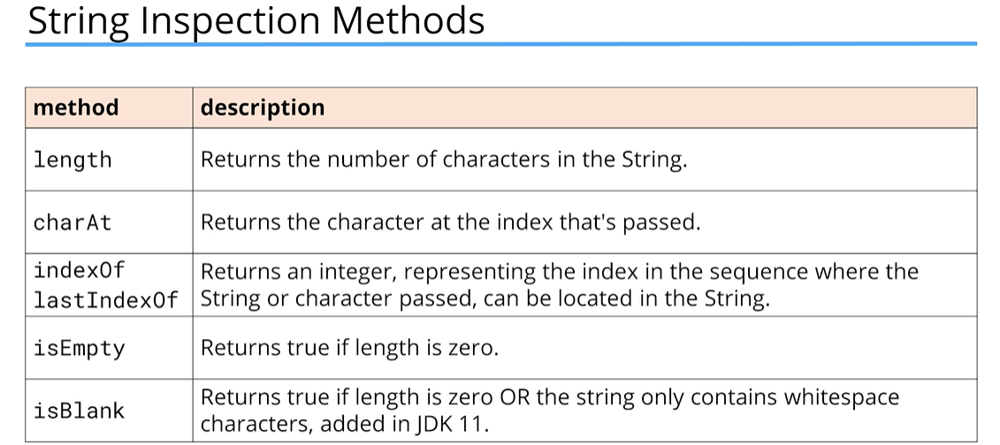 String Inspection Methods
method description
length Returns the number of characters in the String.
charAt Returns the character at the index that's passed.
indexOf
lastIndexOf
Returns an integer, representing the index in the sequence where the
String or character passed, can be located in the String.
isEmpty Returns true if length is zero.
isBlank
Returns true if length is zero OR the string only contains whitespace
characters, added in JDK 11.